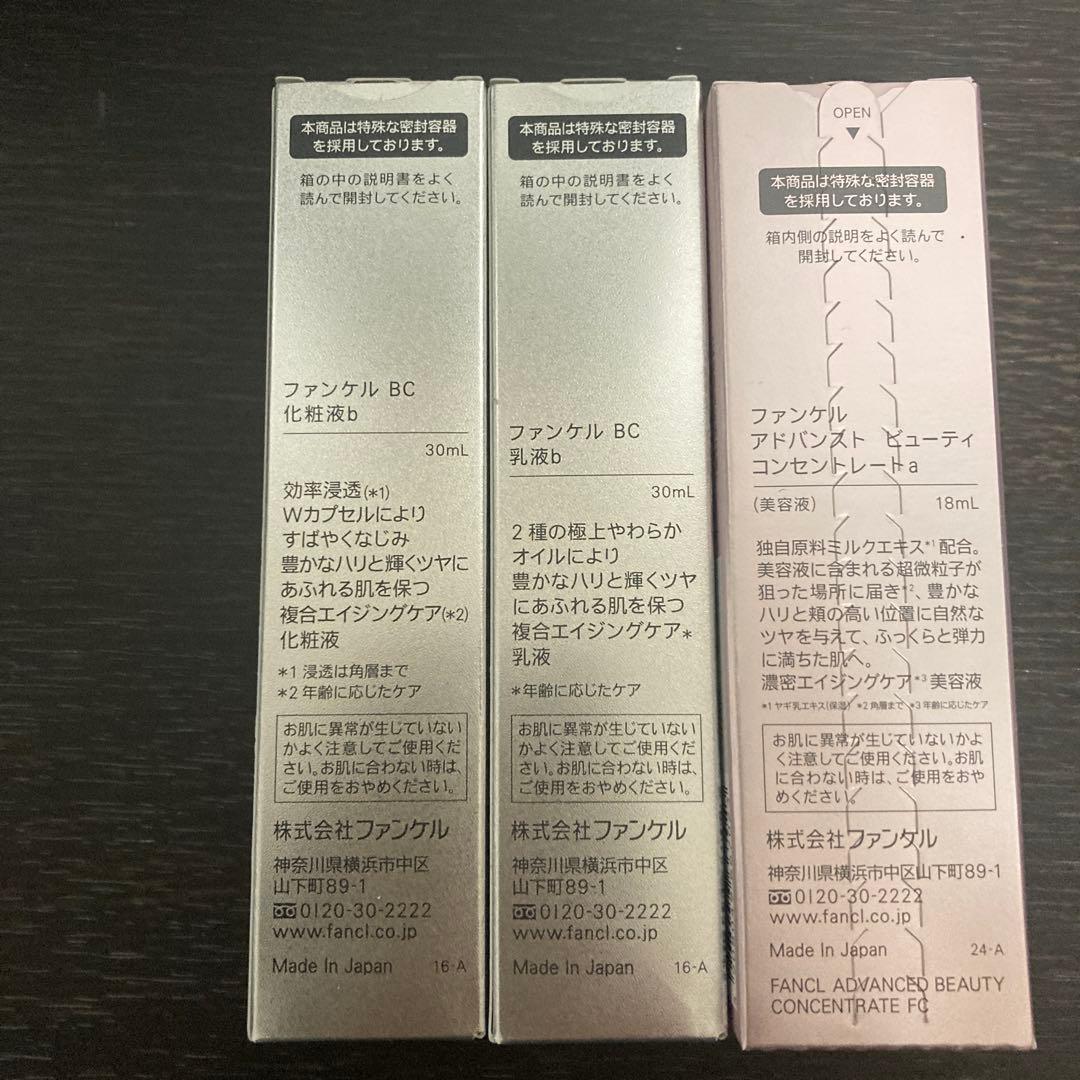 本商品は特殊な密封容器
を採用しております。
箱の中の説明書をよく
読んで開封してください。
ファンケル BC
化粧液b
30mL
効率浸透(*1)
Wカプセルにより
すばやくなじみ
豊かなハリと輝くツヤに
あふれる肌を保つ
複合エイジングケア(*2)
化粧液
*1 浸透は角層まで
*2 年齢に応じたケア
お肌に異常が生じていない
かよく注意してご使用くだ
さい。お肌に合わない時は、
ご使用をおやめください。
株式会社ファンケル
神奈川県横浜市中区
山下町89-1
0120-30-2222
www.fancl.co.jp
Made In Japan 16-A
本商品は特殊な密封容器
を採用しております。
箱の中の説明書をよく
読んで開封してください。
ファンケル BC
乳液b
30mL
2種の極上やわらか
オイルにより
豊かなハリと輝くツヤ
にあふれる肌を保つ
複合エイジングケア*
乳液
*年齢に応じたケア
お肌に異常が生じていない
かよく注意してご使用くだ
さい。お肌に合わない時は、
ご使用をおやめください。
株式会社ファンケル
神奈川県横浜市中区
山下町89-1
0120-30-2222
www.fancl.co.jp
Made In Japan 16-A
OPEN
▼
本商品は特殊な密封容器
を採用しております。
箱内側の説明をよく読んで
開封してください。
ファンケル
アドバンスト ビューティ
コンセントレートa
(美容液) 18mL
独自原料ミルクエキス*1配合。
美容液に含まれる超微粒子が
狙った場所に届き*2、豊かな
ハリと頬の高い位置に自然な
ツヤを与えて、ふっくらと弾力
に満ちた肌へ。
濃密エイジングケア*3美容液
*1 ヤギ乳エキス(保湿) *2 角層まで *3 年齢に応じたケア
お肌に異常が生じていないかよ
く注意してご使用ください。お肌
に合わない時は、ご使用をおや
めください。
株式会社ファンケル
神奈川県横浜市中区山下町89-1
0120-30-2222
www.fancl.co.jp
Made In Japan 24-A
FANCL ADVANCED BEAUTY
CONCENTRATE FC